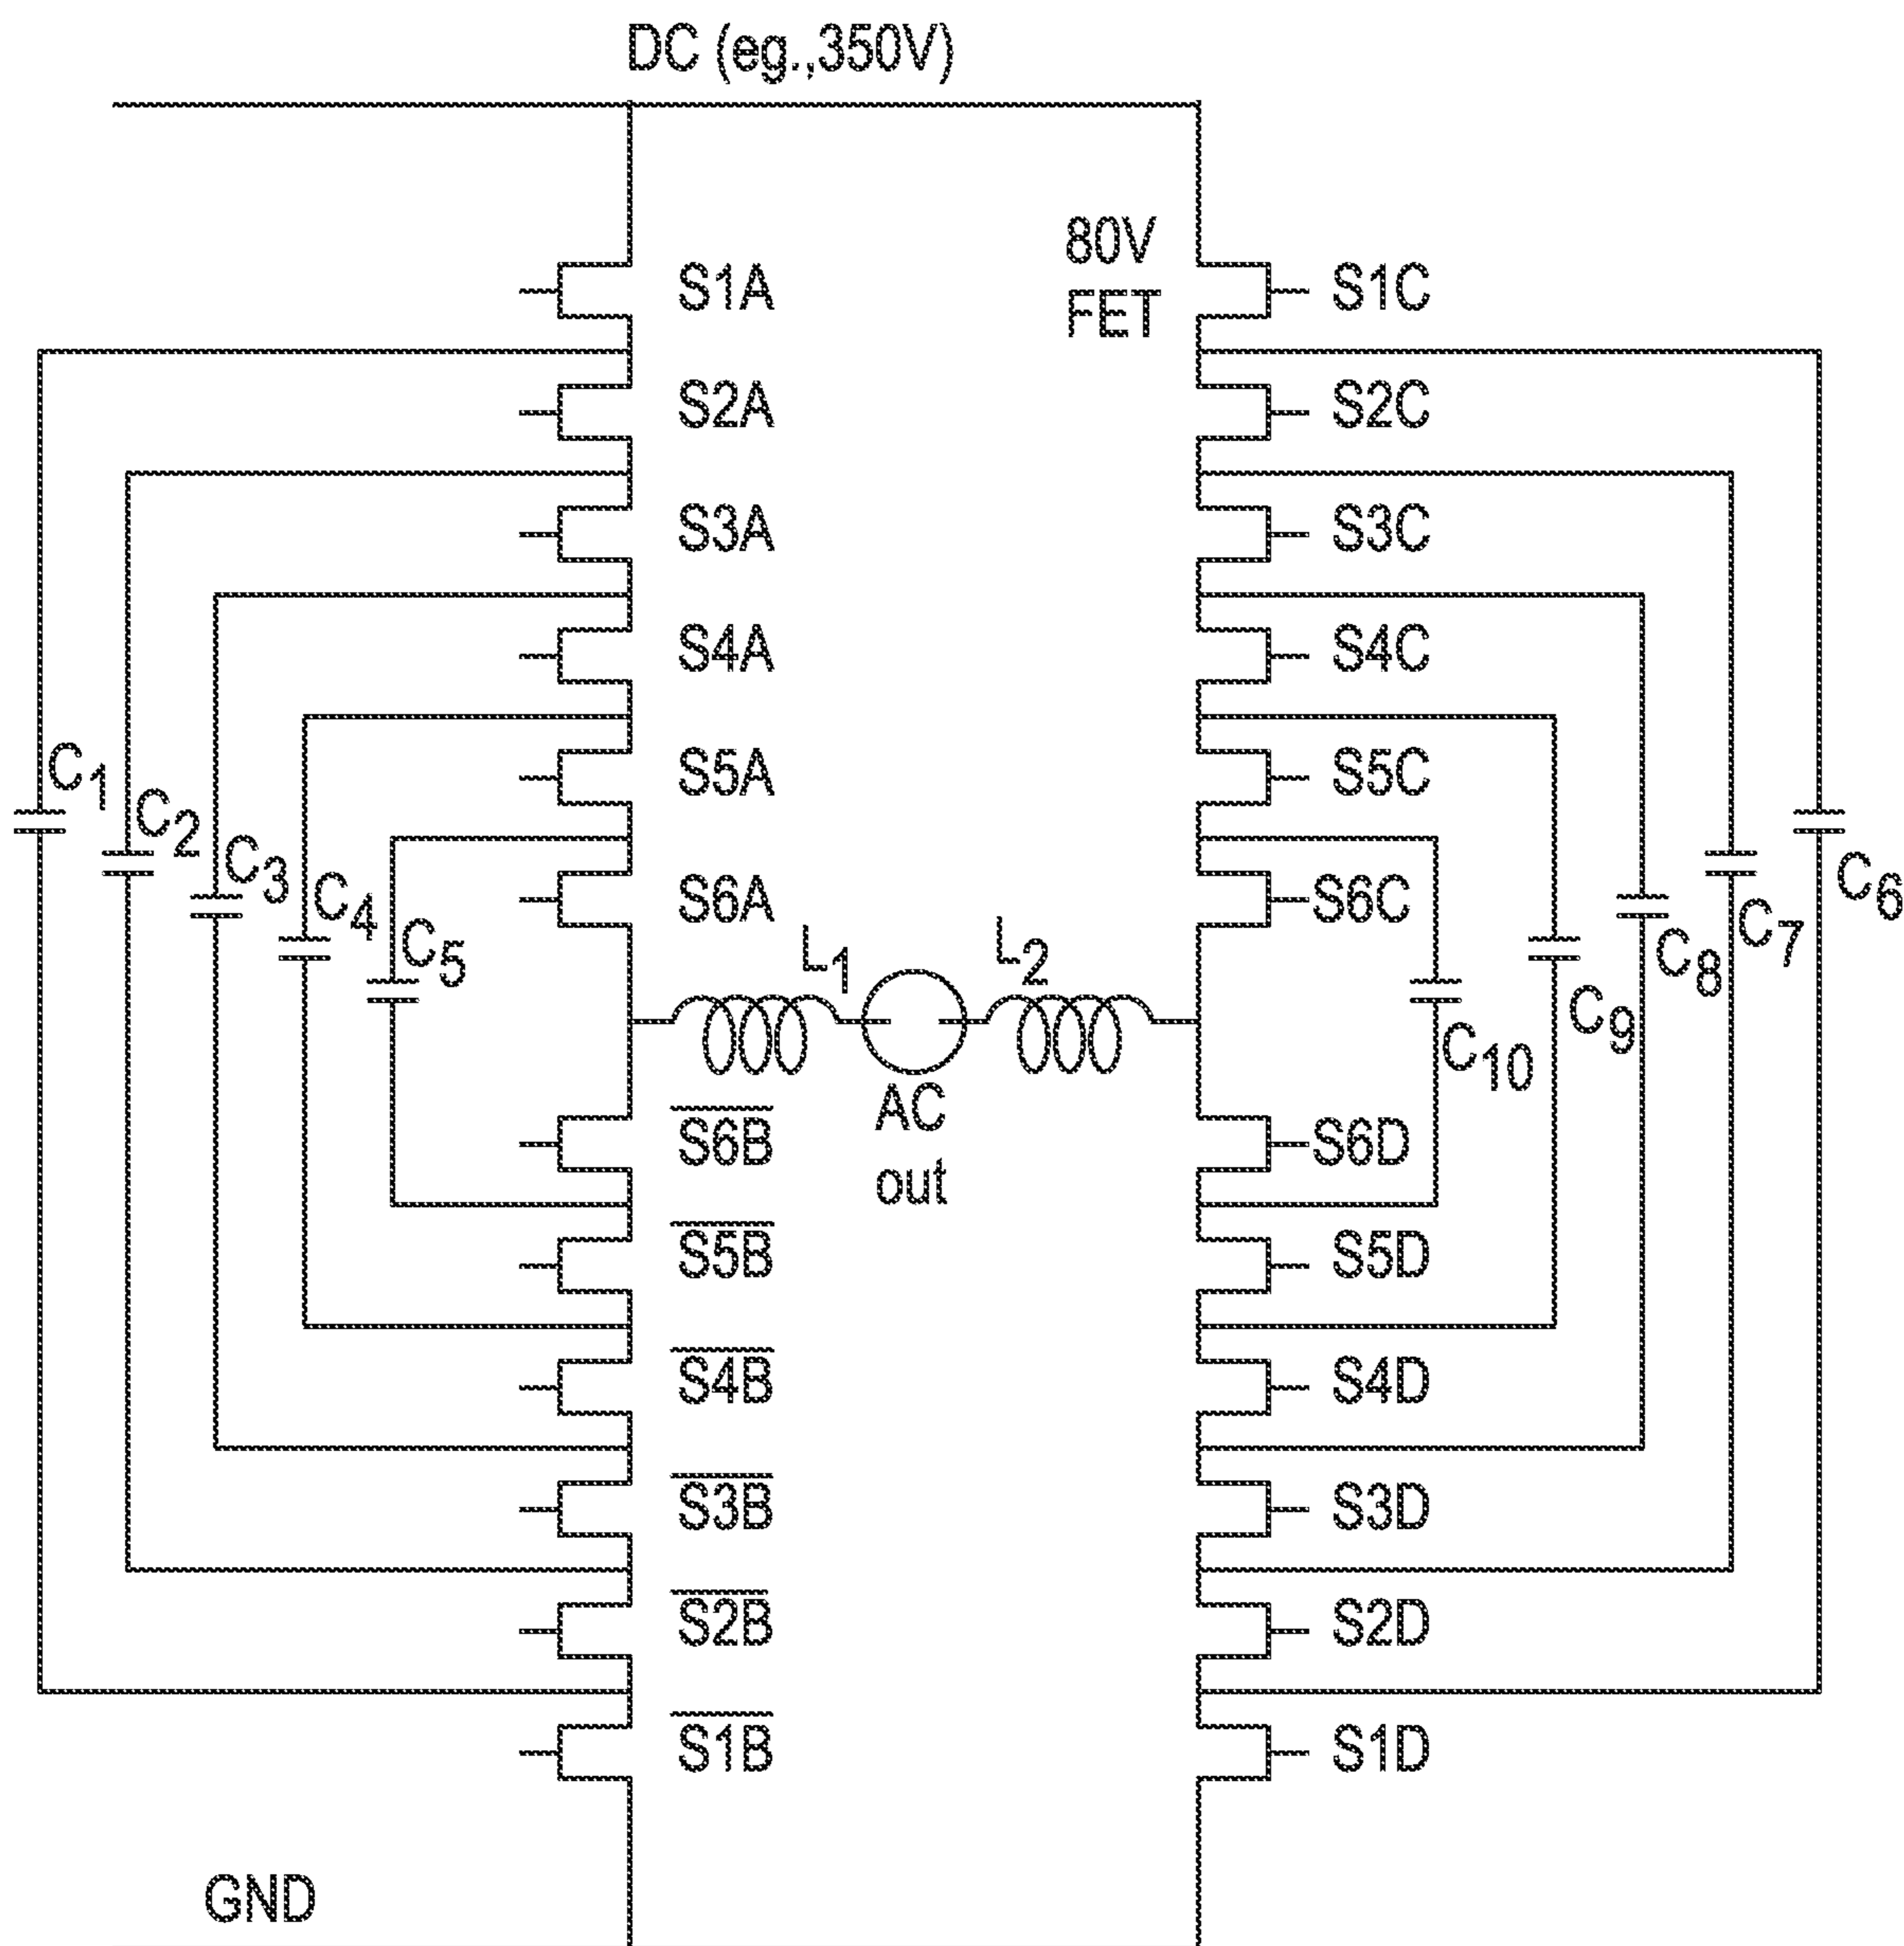 DC (eg.,350V)
80V
FET
S1A
S1C
S2A
S2C
S3A
S3C
S4A
S4C
S5A
S5C
S6A
S6C
C1
C2
C3
C4
C5
L1
L2
C6
C7
C8
C9
C10
AC
out
S6B
S6D
S5B
S5D
S4B
S4D
S3B
S3D
S2B
S2D
S1B
S1D
GND